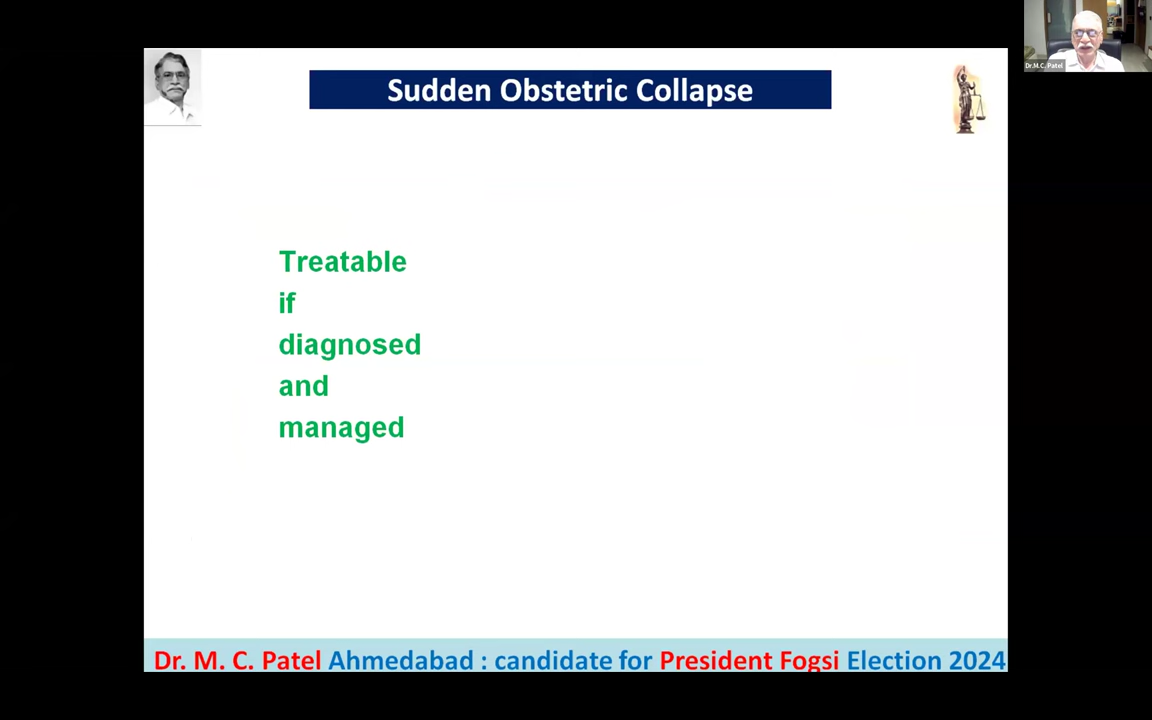 Dr.M.C. Patel
Sudden Obstetric Collapse
Treatable
if
diagnosed
and
managed
Dr. M. C. Patel Ahmedabad : candidate for President Fogsi Election 2024